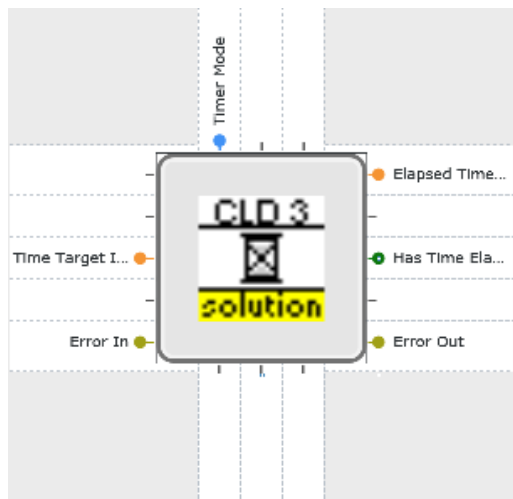 Timer Mode
Elapsed Time...
CLD 3
Time Target I...
Has Time Ela...
solution
Error In
Error Out